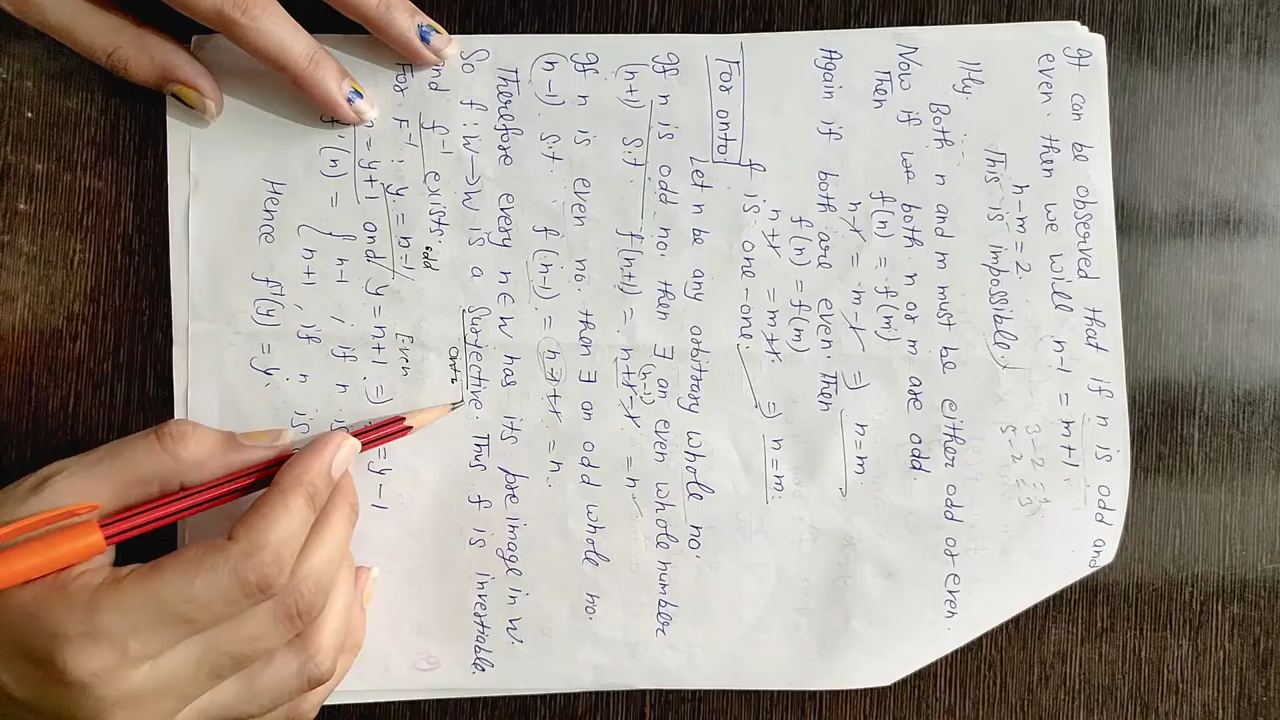 It can be observed that if n is odd and
even. then we will n-1 = m+1.
n-m=2
This is impossible.
3-2=1
5-2=3
Illy.
Both n and m must be either odd or even.
Now if we both n or m are odd.
Then f(n) = f(m)
n-1 = m-1 => n=m.
Again if both are even. Then
f(n) = f(m)
n+1 = m+1. => n=m.
f is one-one.
For onto:
Let n be any orbittary whole no.
If n is odd no. then ∃ an even whole number
(n-1)
(n+1) s.t. f(n+1) = n+1-1 = n
If n is even no. then ∃ an odd whole no.
(n-1) s.t. f(n-1) = n-1+1 = n.
Therefore every n∈W has its pre image in W.
So f: W→W is a surjective. Thus f is invertiable.
onto
and f⁻¹ exists.
odd Even
For F⁻¹; y = n-1,
= y+1 and y = n+1 => = y-1
(n) = { n-1, if n is
{ n+1, if n is
Hence f⁻¹(y) = y.